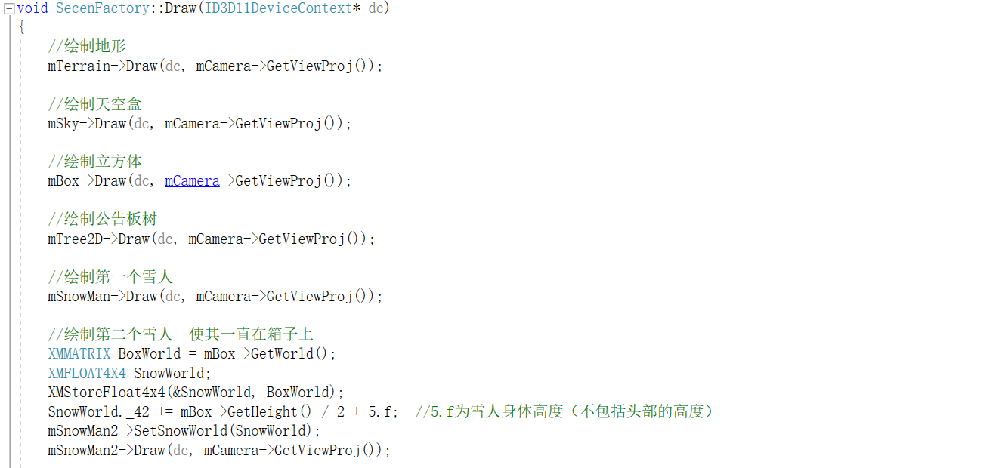 void SecenFactory::Draw(ID3D11DeviceContext* dc)
{
//绘制地形
mTerrain->Draw(dc, mCamera->GetViewProj());
//绘制天空盒
mSky->Draw(dc, mCamera->GetViewProj());
//绘制立方体
mBox->Draw(dc, mCamera->GetViewProj());
//绘制公告板树
mTree2D->Draw(dc, mCamera->GetViewProj());
//绘制第一个雪人
mSnowMan->Draw(dc, mCamera->GetViewProj());
//绘制第二个雪人  使其一直在箱子上
XMMATRIX BoxWorld = mBox->GetWorld();
XMFLOAT4X4 SnowWorld;
XMStoreFloat4x4(&SnowWorld, BoxWorld);
SnowWorld._42 += mBox->GetHeight() / 2 + 5.f;  //5.f为雪人身体高度（不包括头部的高度）
mSnowMan2->SetSnowWorld(SnowWorld);
mSnowMan2->Draw(dc, mCamera->GetViewProj());